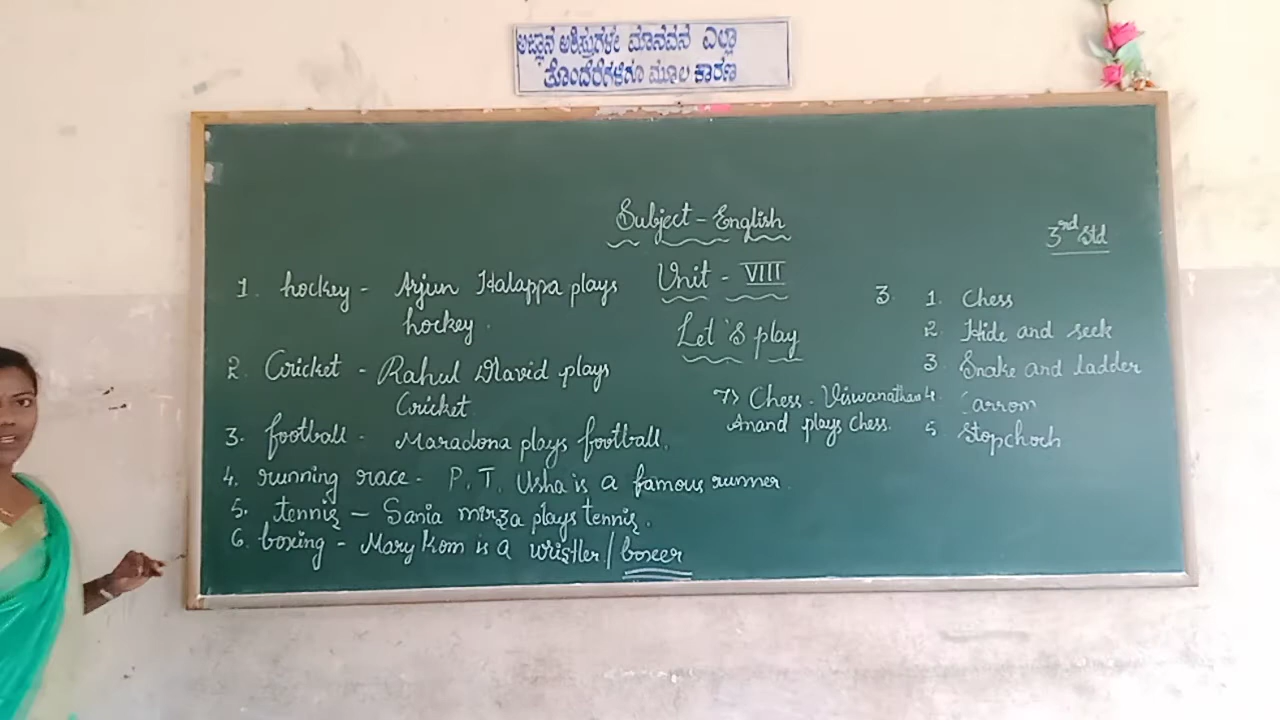 ಅಜ್ಞಾನ ಅಶಿಸ್ತುಗಳೇ ಮಾನವನ ಎಲ್ಲಾ
ತೊಂದರೆಗಳಿಗೂ ಮೂಲ ಕಾರಣ
Subject - English
3nd Std
Unit - VIII
Let's play
1. hockey - Arjun Halappa plays
hockey.
2. Cricket - Rahul David plays
Cricket
3. football - Maradona plays football.
4. running race - P. T. Usha is a famous runner.
5. tennis - Sania mirza plays tennis.
6. boxing - Mary Kom is a wristler/boxer
7) Chess - Viswanathan
Anand plays chess.
3. 1. Chess
2. Hide and seek
3. Snake and ladder
4. Carrom
5. Stopchoch